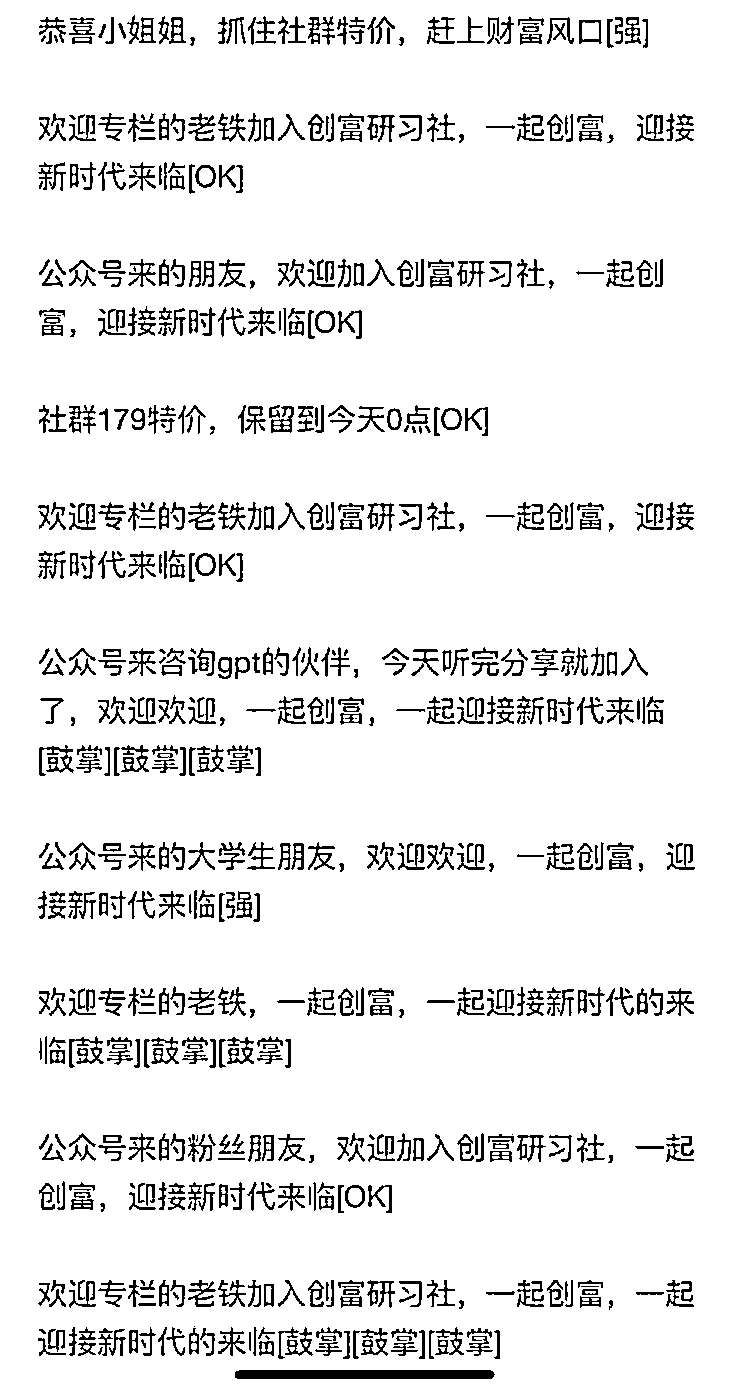 恭喜小姐姐，抓住社群特价，赶上财富风口[强]
欢迎专栏的老铁加入创富研习社，一起创富，迎接
新时代来临[OK]
公众号来的朋友，欢迎加入创富研习社，一起创
富，迎接新时代来临[OK]
社群179特价，保留到今天0点[OK]
欢迎专栏的老铁加入创富研习社，一起创富，迎接
新时代来临[OK]
公众号来咨询gpt的伙伴，今天听完分享就加入
了，欢迎欢迎，一起创富，一起迎接新时代来临
[鼓掌][鼓掌][鼓掌]
公众号来的大学生朋友，欢迎欢迎，一起创富，迎
接新时代来临[强]
欢迎专栏的老铁，一起创富，一起迎接新时代的来
临[鼓掌][鼓掌][鼓掌]
公众号来的粉丝朋友，欢迎加入创富研习社，一起
创富，迎接新时代来临[OK]
欢迎专栏的老铁加入创富研习社，一起创富，一起
迎接新时代的来临[鼓掌][鼓掌][鼓掌]